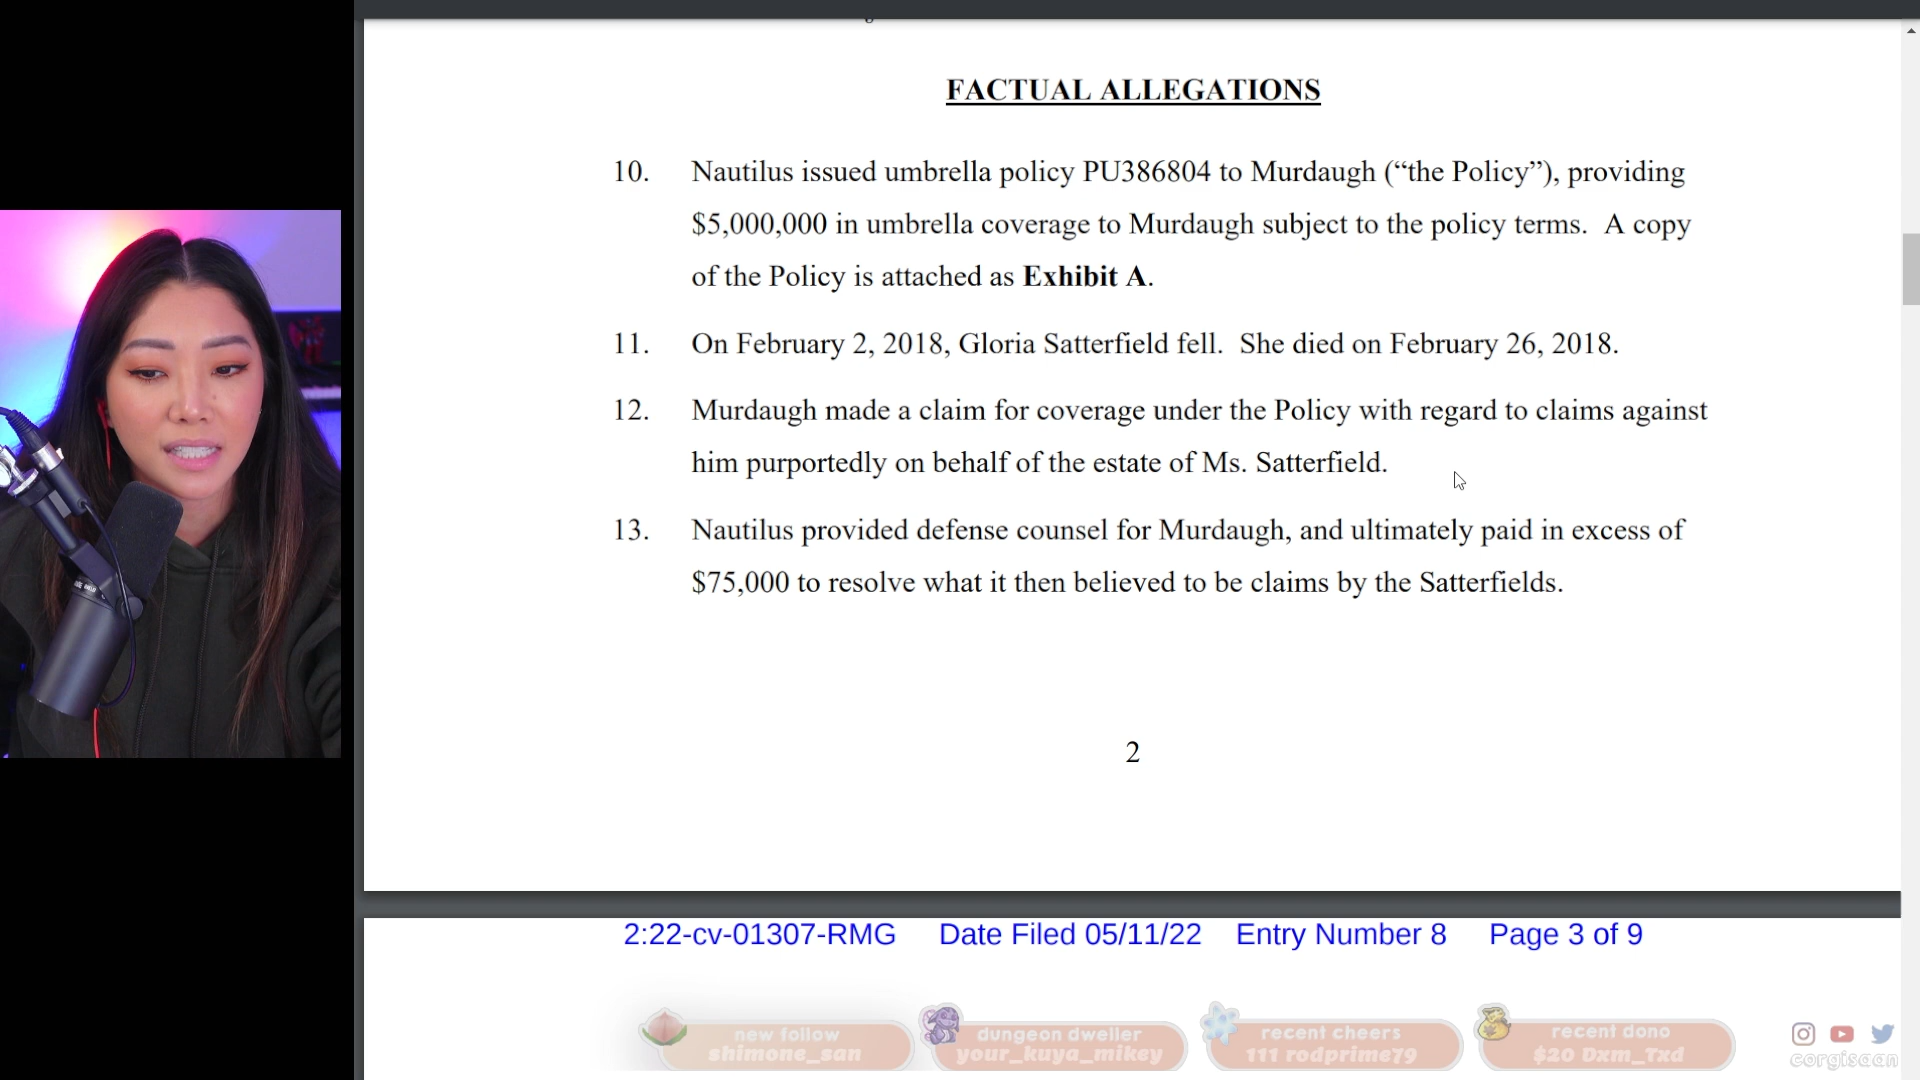 FACTUAL ALLEGATIONS
10. Nautilus issued umbrella policy PU386804 to Murdaugh (“the Policy”), providing
$5,000,000 in umbrella coverage to Murdaugh subject to the policy terms.  A copy
of the Policy is attached as Exhibit A.
11. On February 2, 2018, Gloria Satterfield fell.  She died on February 26, 2018.
12. Murdaugh made a claim for coverage under the Policy with regard to claims against
him purportedly on behalf of the estate of Ms. Satterfield.
13. Nautilus provided defense counsel for Murdaugh, and ultimately paid in excess of
$75,000 to resolve what it then believed to be claims by the Satterfields.
2
2:22-cv-01307-RMG Date Filed 05/11/22 Entry Number 8 Page 3 of 9
new follow
shimone_san
dungeon dweller
your_kuya_mikey
recent cheers
111 rodprime79
recent dono
$20 Dxm_Txd
corgisaan